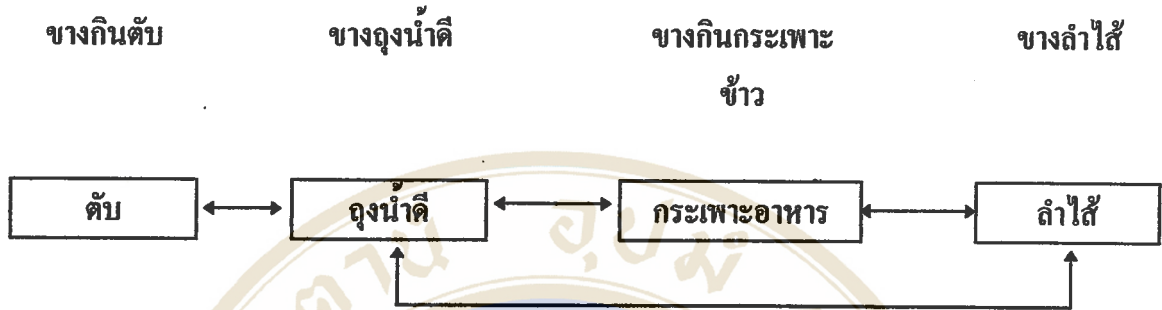 ขางกินตับ ขางถุงน้ำดี ขางกินกระเพาะ ขางลำไส้
ข้าว
ตับ ถุงน้ำดี กระเพาะอาหาร ลำไส้